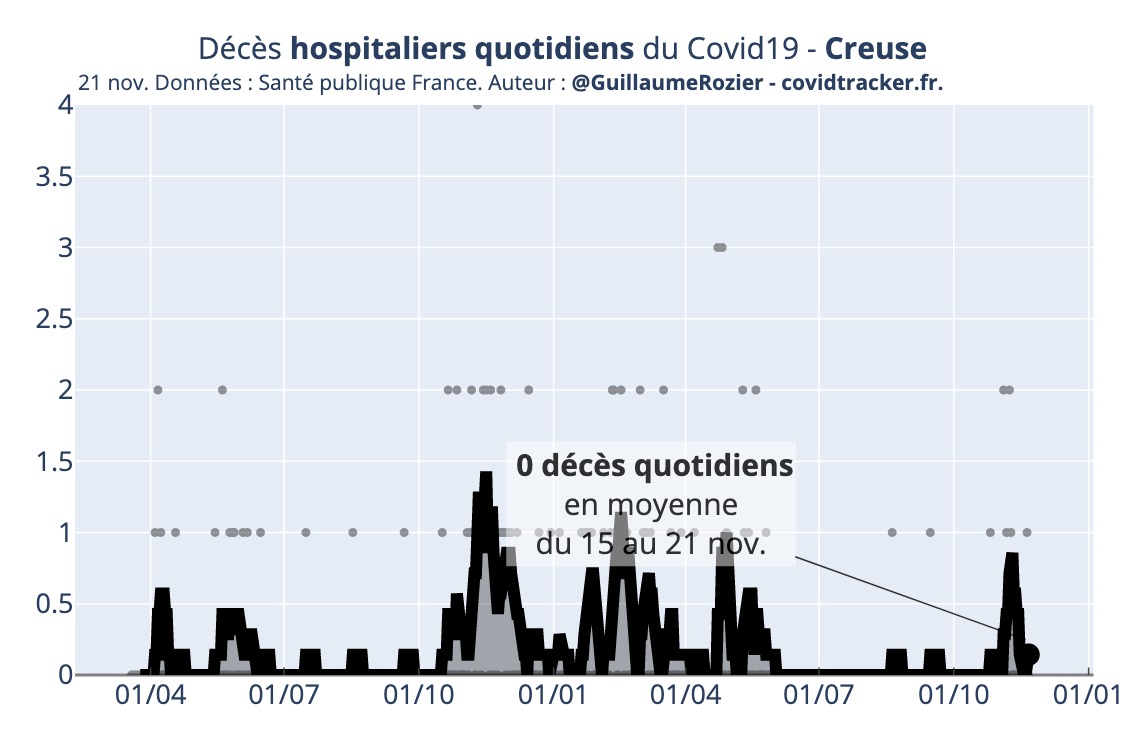 Décès hospitaliers quotidiens du Covid19 - Creuse
21 nov. Données : Santé publique France. Auteur : @GuillaumeRozier - covidtracker.fr.
4
3.5
3
2.5
2
1.5
1
0.5
0
0 décès quotidiens
en moyenne
du 15 au 21 nov.
01/04 01/07 01/10 01/01 01/04 01/07 01/10 01/01